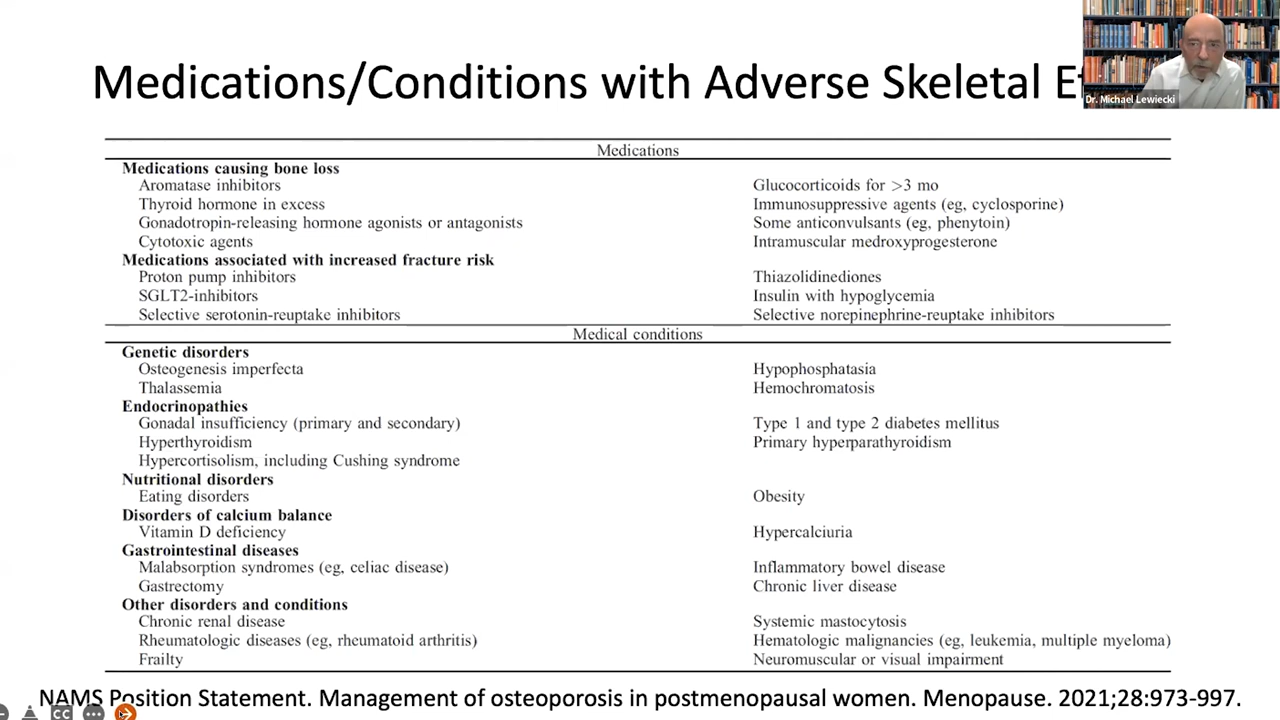 Medications/Conditions with Adverse Skeletal
Dr. Michael Lewiecki
Medications
Medications causing bone loss
Aromatase inhibitors Glucocorticoids for >3 mo
Thyroid hormone in excess Immunosuppressive agents (eg, cyclosporine)
Gonadotropin-releasing hormone agonists or antagonists Some anticonvulsants (eg, phenytoin)
Cytotoxic agents Intramuscular medroxyprogesterone
Medications associated with increased fracture risk
Proton pump inhibitors Thiazolidinediones
SGLT2-inhibitors Insulin with hypoglycemia
Selective serotonin-reuptake inhibitors Selective norepinephrine-reuptake inhibitors
Medical conditions
Genetic disorders
Osteogenesis imperfecta Hypophosphatasia
Thalassemia Hemochromatosis
Endocrinopathies
Gonadal insufficiency (primary and secondary) Type 1 and type 2 diabetes mellitus
Hyperthyroidism Primary hyperparathyroidism
Hypercortisolism, including Cushing syndrome
Nutritional disorders
Eating disorders Obesity
Disorders of calcium balance
Vitamin D deficiency Hypercalciuria
Gastrointestinal diseases
Malabsorption syndromes (eg, celiac disease) Inflammatory bowel disease
Gastrectomy Chronic liver disease
Other disorders and conditions
Chronic renal disease Systemic mastocytosis
Rheumatologic diseases (eg, rheumatoid arthritis) Hematologic malignancies (eg, leukemia, multiple myeloma)
Frailty Neuromuscular or visual impairment
NAMS Position Statement. Management of osteoporosis in postmenopausal women. Menopause. 2021;28:973-997.
CC